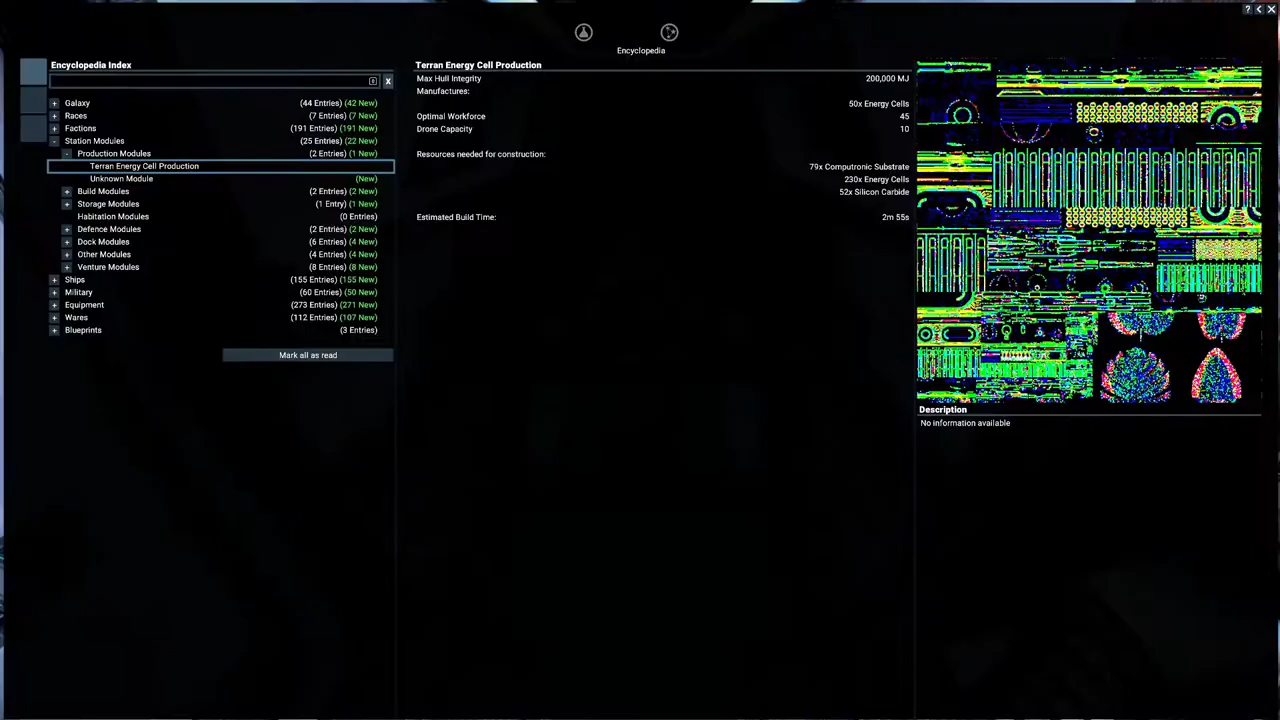 ?
Encyclopedia
Encyclopedia Index
x
+ Galaxy (44 Entries) (42 New)
+ Races (7 Entries) (7 New)
+ Factions (191 Entries) (191 New)
- Station Modules (25 Entries) (22 New)
- Production Modules (2 Entries) (1 New)
Terran Energy Cell Production
Unknown Module (New)
+ Build Modules (2 Entries) (2 New)
+ Storage Modules (1 Entry) (1 New)
Habitation Modules (0 Entries)
+ Defence Modules (2 Entries) (2 New)
+ Dock Modules (6 Entries) (4 New)
+ Other Modules (4 Entries) (4 New)
+ Venture Modules (8 Entries) (8 New)
+ Ships (155 Entries) (155 New)
+ Military (60 Entries) (50 New)
+ Equipment (273 Entries) (271 New)
+ Wares (112 Entries) (107 New)
+ Blueprints (3 Entries)
Mark all as read
Terran Energy Cell Production
Max Hull Integrity 200,000 MJ
Manufactures:
50x Energy Cells
Optimal Workforce 45
Drone Capacity 10
Resources needed for construction:
79x Computronic Substrate
230x Energy Cells
52x Silicon Carbide
Estimated Build Time: 2m 55s
Description
No information available